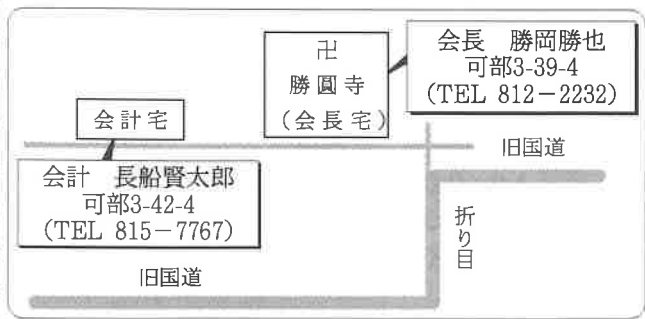 卍
勝圓寺
(会長宅)
会長　勝岡勝也
可部3-39-4
(TEL 812－2232)
会計宅
会計　長船賢太郎
可部3-42-4
(TEL 815－7767)
旧国道
折り目
旧国道